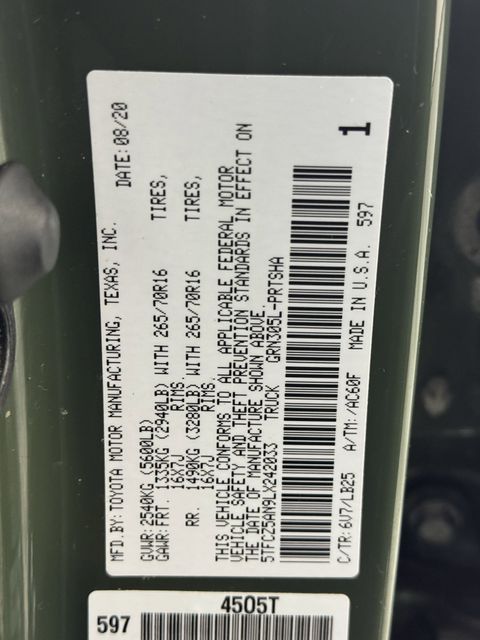 MFD.BY:TOYOTA MOTOR MANUFACTURING, TEXAS, INC. DATE:08/20
GVWR:2540KG (5600LB)
GAWR:FRT. 1335KG (2940LB) WITH 265/70R16 TIRES,
16X7J RIMS.
RR. 1490KG (3280LB) WITH 265/70R16 TIRES,
16X7J RIMS.
THIS VEHICLE CONFORMS TO ALL APPLICABLE FEDERAL MOTOR
VEHICLE SAFETY AND THEFT PREVENTION STANDARDS IN EFFECT ON
THE DATE OF MANUFACTURE SHOWN ABOVE.
5TFCZ5AN9LX242033 TRUCK GRN305L-PRTSHA
1
C/TR:6U7/LB25 A/TM:-/AC60F MADE IN U.S.A. 597
4505T
597